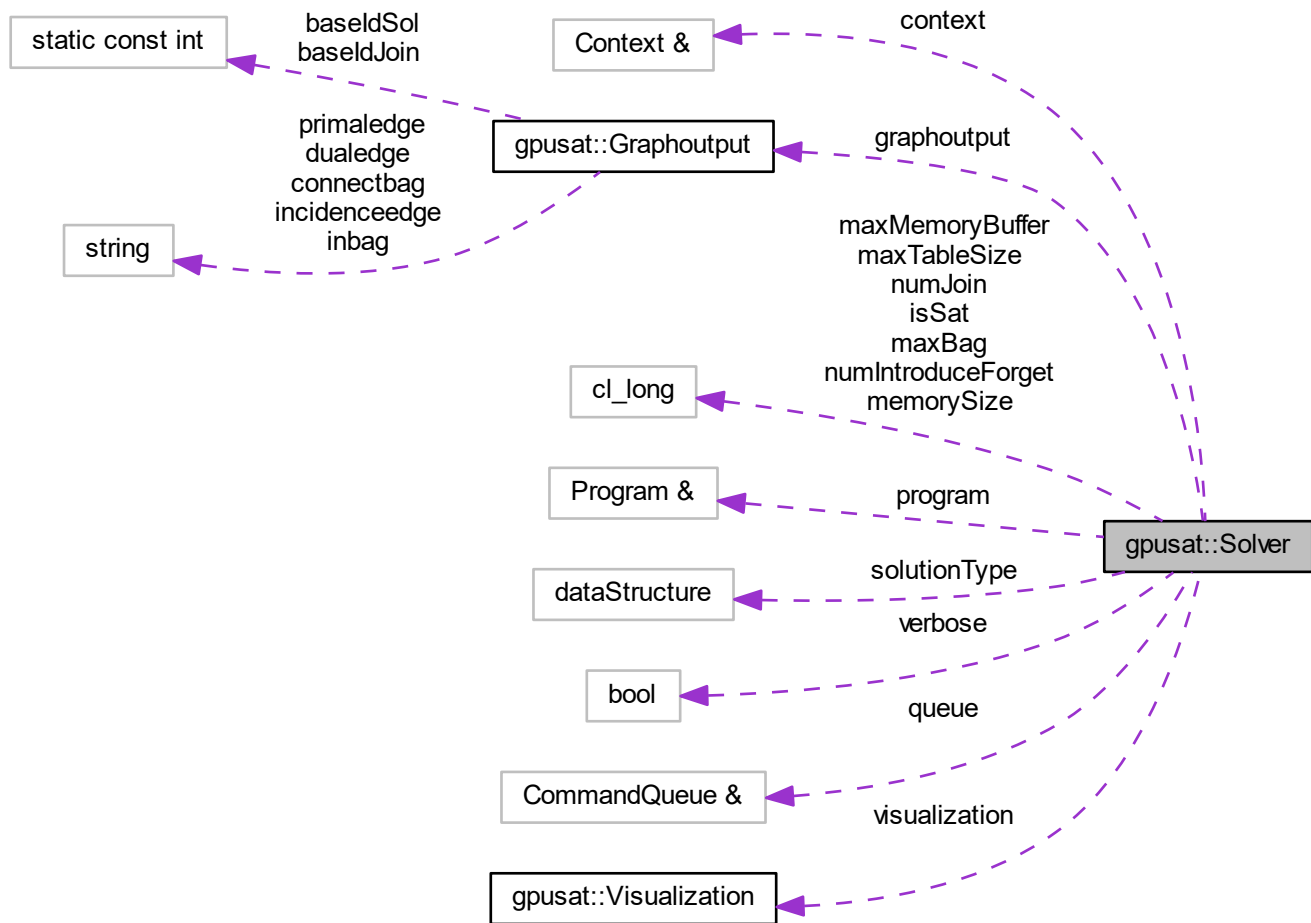 baseIdSol
baseIdJoin
static const int
Context &
context
primaledge
dualedge
connectbag
incidenceedge
inbag
gpusat::Graphoutput
graphoutput
string
maxMemoryBuffer
maxTableSize
numJoin
isSat
maxBag
numIntroduceForget
memorySize
cl_long
Program &
program
gpusat::Solver
dataStructure
solutionType
verbose
bool
queue
CommandQueue &
visualization
gpusat::Visualization